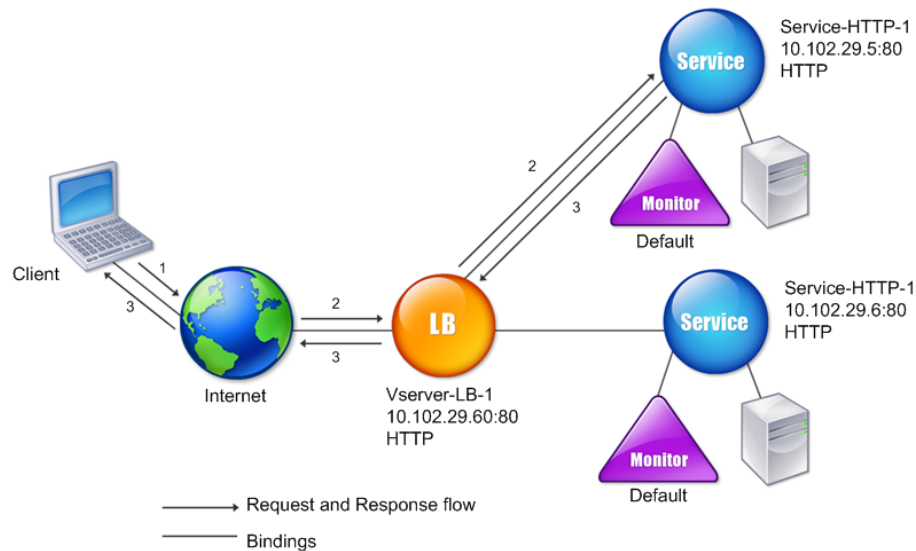 Service-HTTP-1
10.102.29.5:80
HTTP
Service
2
3
Monitor
Default
Client
1
3
2
3
LB
Internet
Vserver-LB-1
10.102.29.60:80
HTTP
Service-HTTP-1
10.102.29.6:80
HTTP
Service
Monitor
Default
Request and Response flow
Bindings